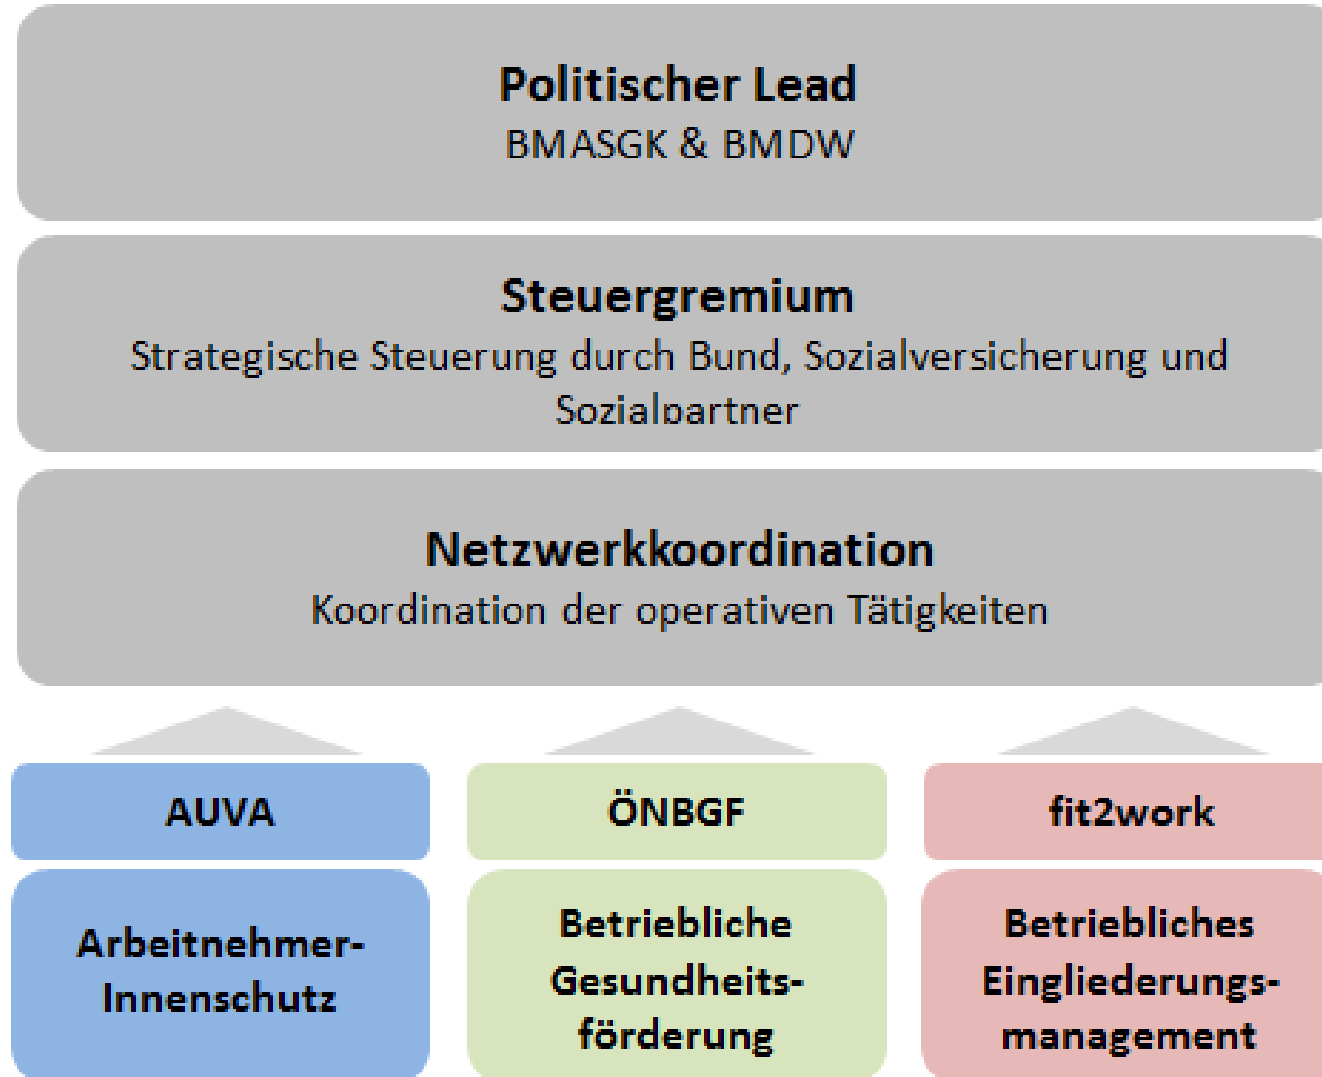 Politischer Lead
BMASGK & BMDW
Steuergremium
Strategische Steuerung durch Bund, Sozialversicherung und
Sozialpartner
Netzwerkkoordination
Koordination der operativen Tätigkeiten
AUVA
ÖNBGF
fit2work
Arbeitnehmer-
Innenschutz
Betriebliche
Gesundheits-
förderung
Betriebliches
Eingliederungs-
management